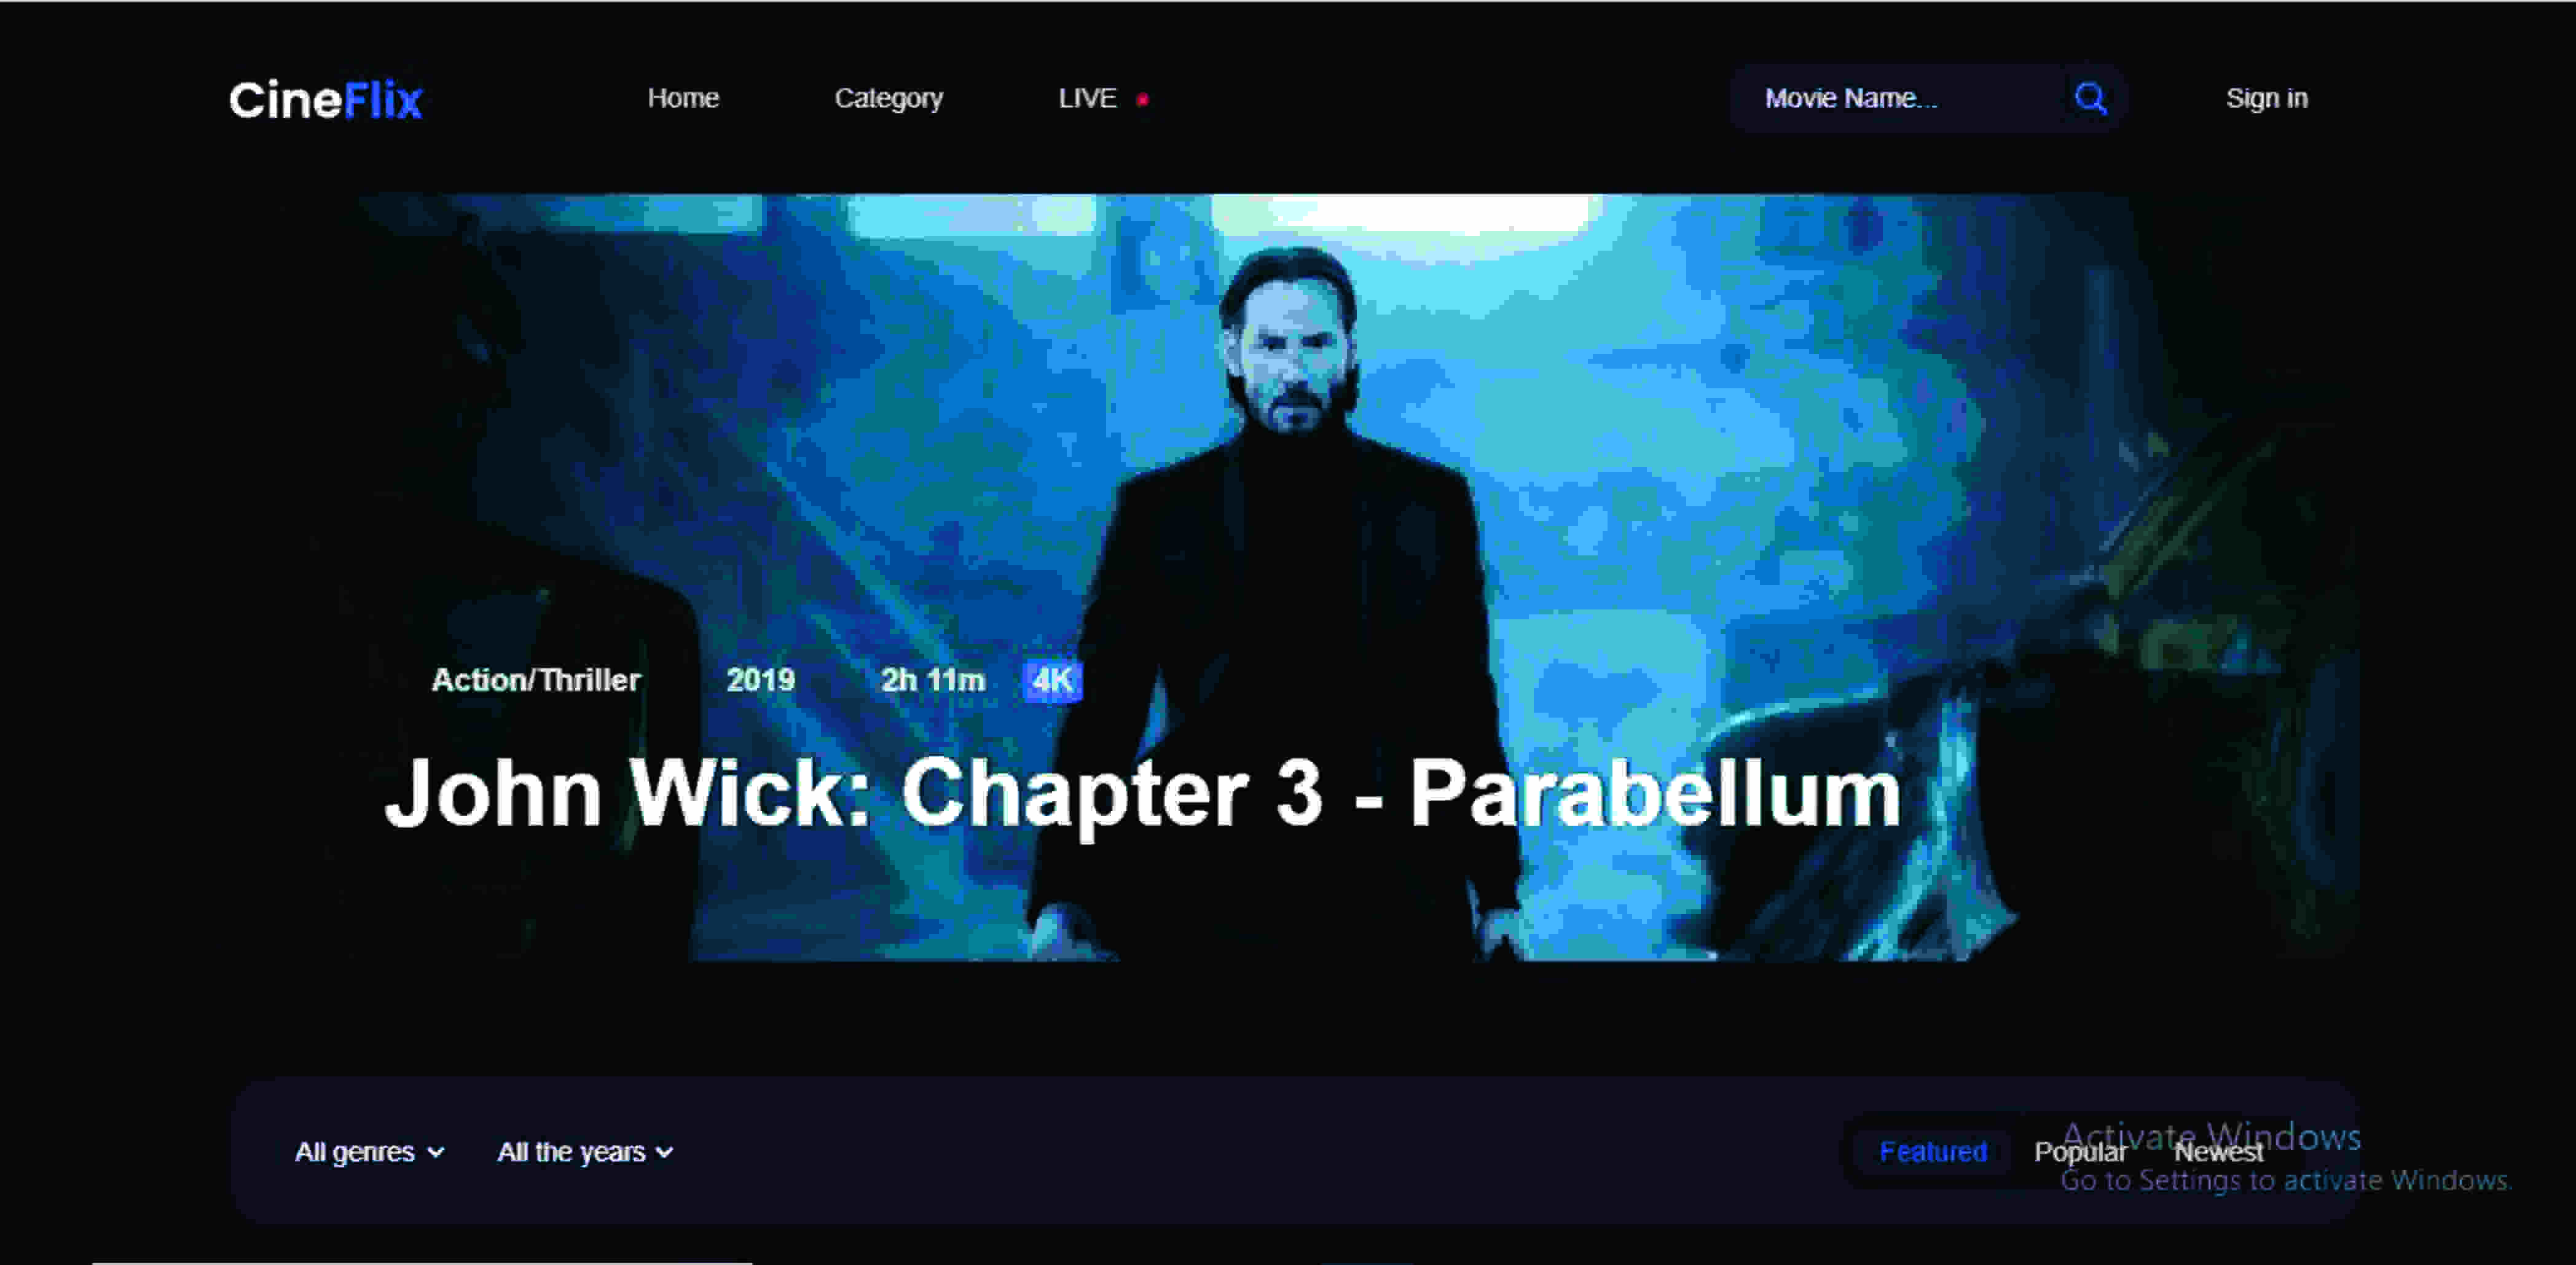 CineFlix Home Category LIVE Movie Name... Sign in
Action/Thriller 2019 2h 11m 4K
John Wick: Chapter 3 - Parabellum
All genres All the years Featured Popular Newest
Activate Windows
Go to Settings to activate Windows.